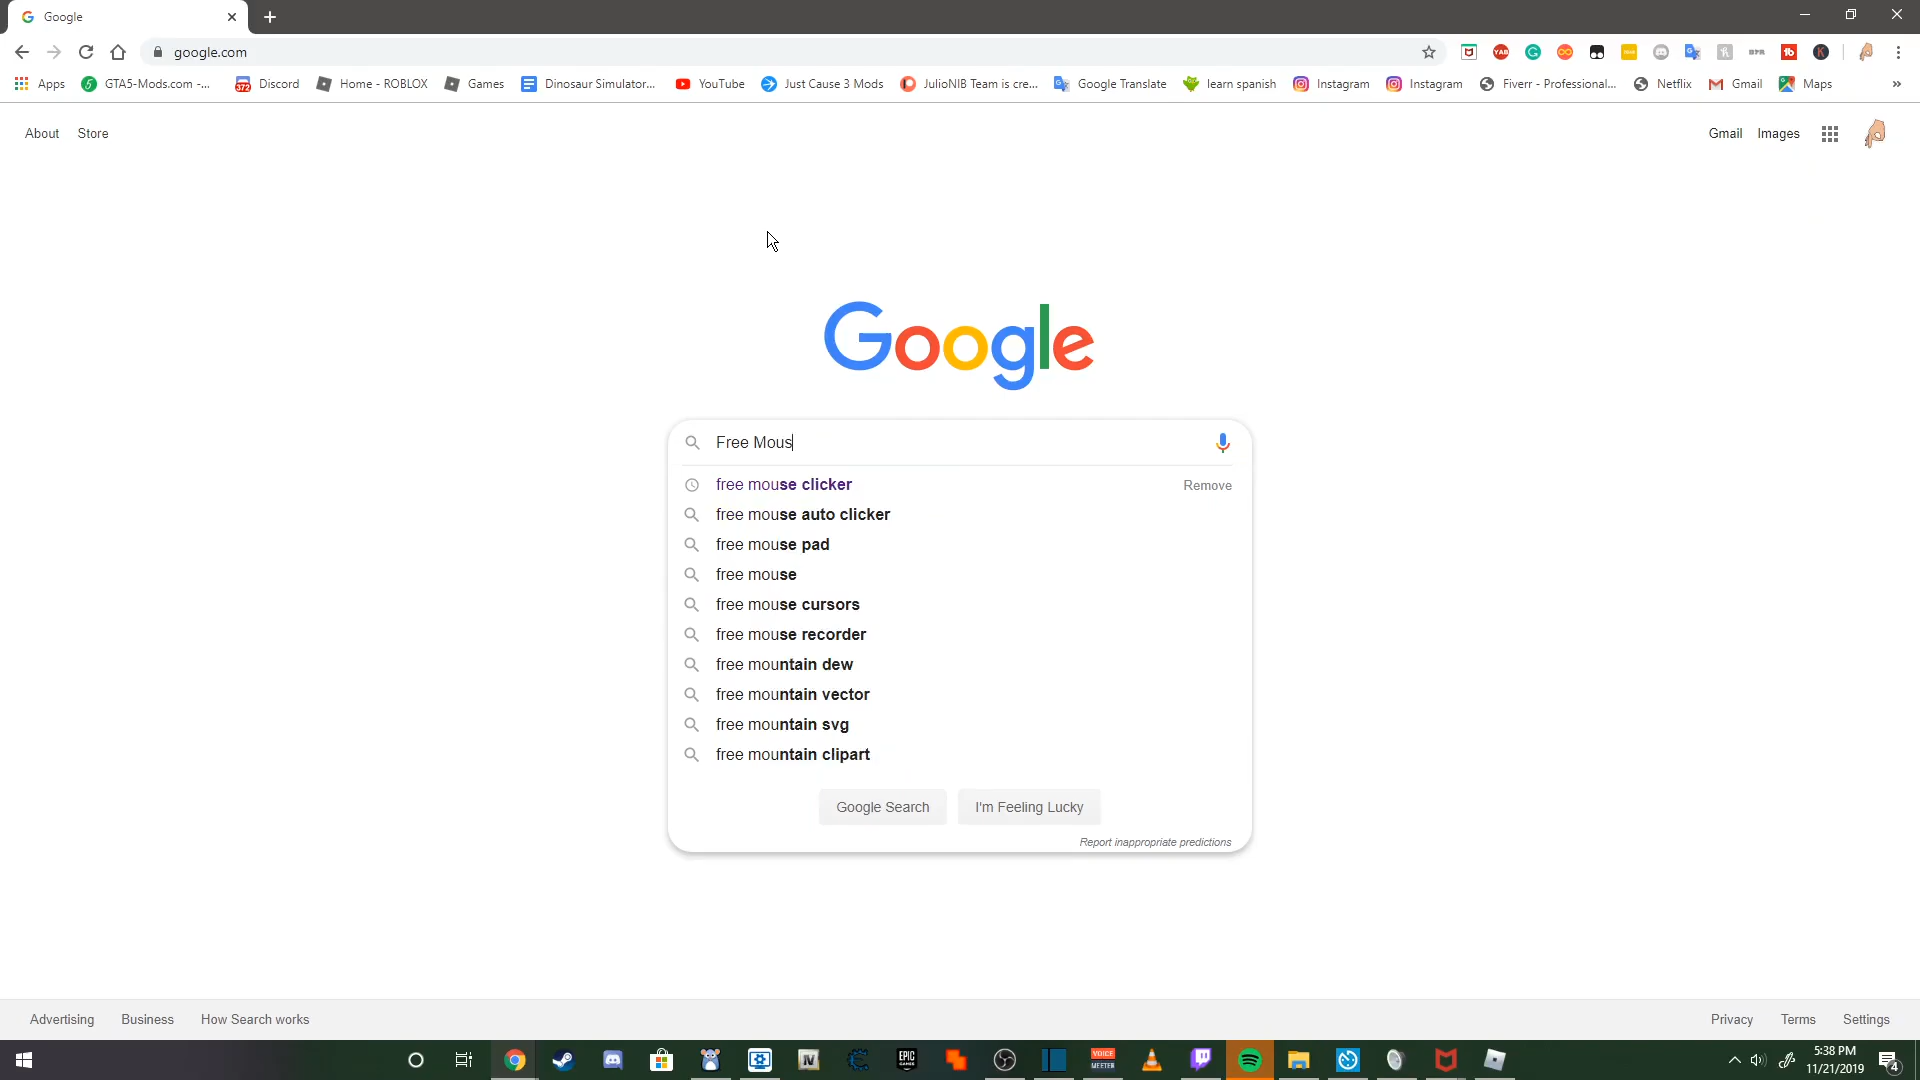 Google
google.com
Apps GTA5-Mods.com -... Discord Home - ROBLOX Games Dinosaur Simulator... YouTube Just Cause 3 Mods JulioNIB Team is cre... Google Translate learn spanish Instagram Instagram Fiverr - Professional... Netflix Gmail Maps »
About Store Gmail Images
Google
Free Mous
free mouse clicker Remove
free mouse auto clicker
free mouse pad
free mouse
free mouse cursors
free mouse recorder
free mountain dew
free mountain vector
free mountain svg
free mountain clipart
Google Search I'm Feeling Lucky
Report inappropriate predictions
Advertising Business How Search works Privacy Terms Settings
5:38 PM
11/21/2019
4